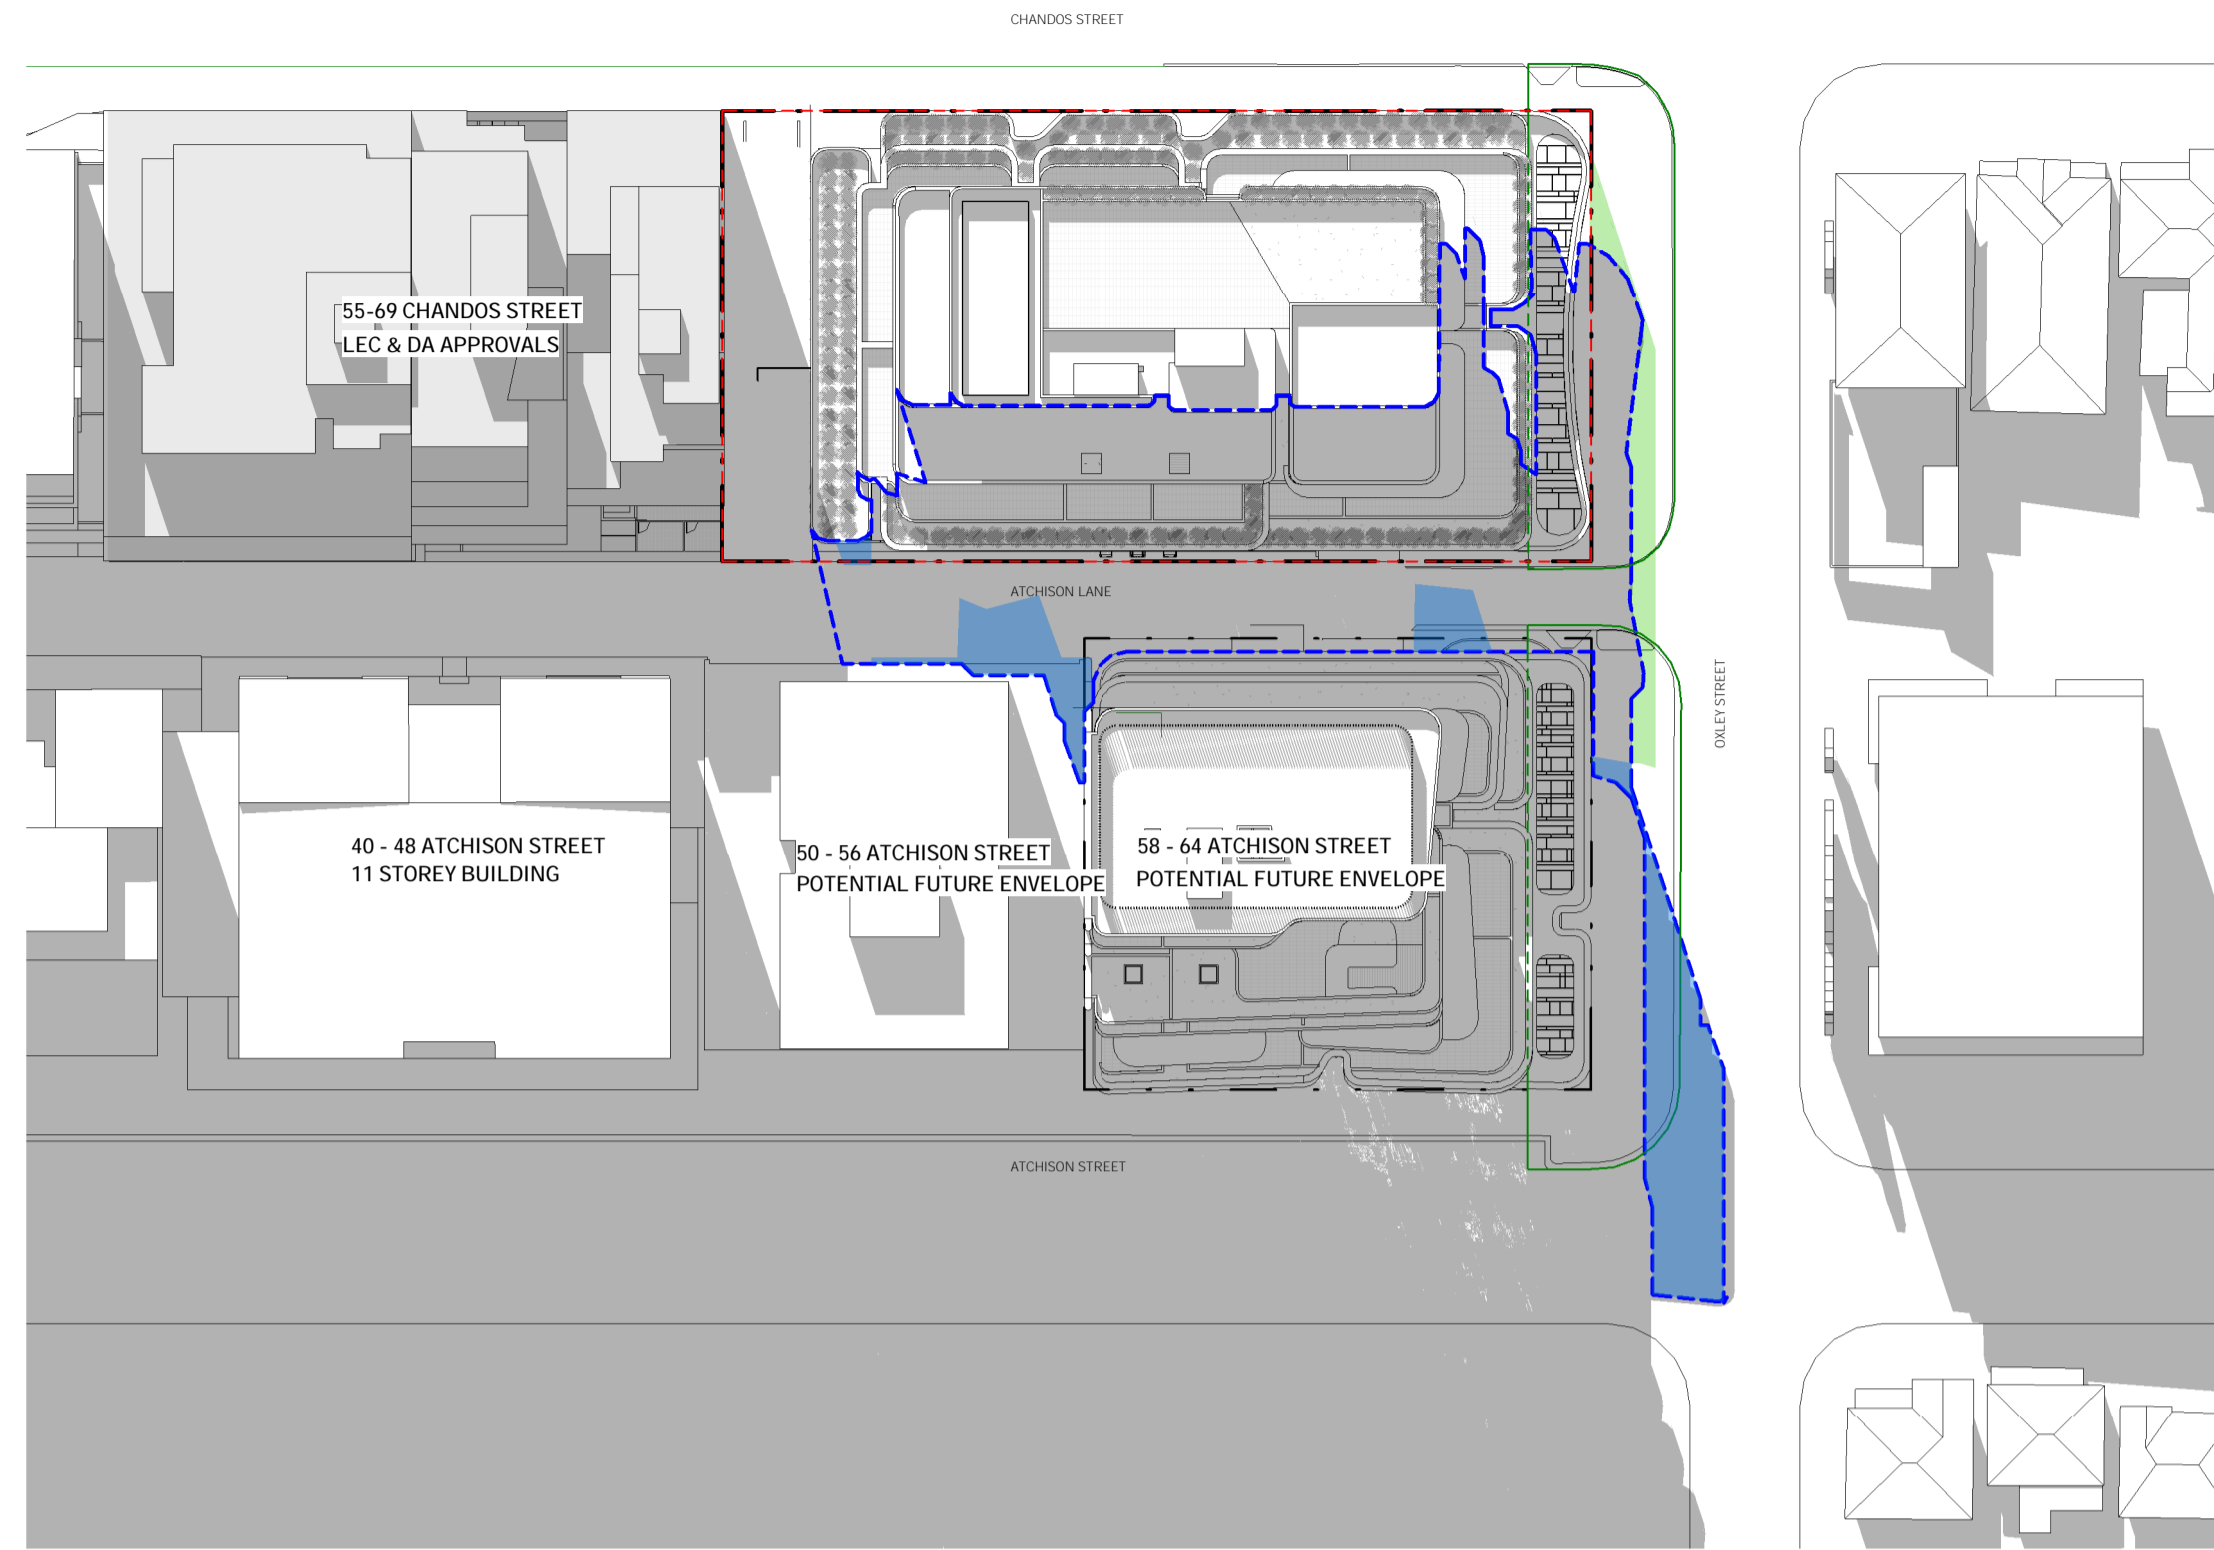 CHANDOS STREET
55-69 CHANDOS STREET
LEC & DA APPROVALS
ATCHISON LANE
OXLEY STREET
40 - 48 ATCHISON STREET
11 STOREY BUILDING
50 - 56 ATCHISON STREET
POTENTIAL FUTURE ENVELOPE
58 - 64 ATCHISON STREET
POTENTIAL FUTURE ENVELOPE
ATCHISON STREET